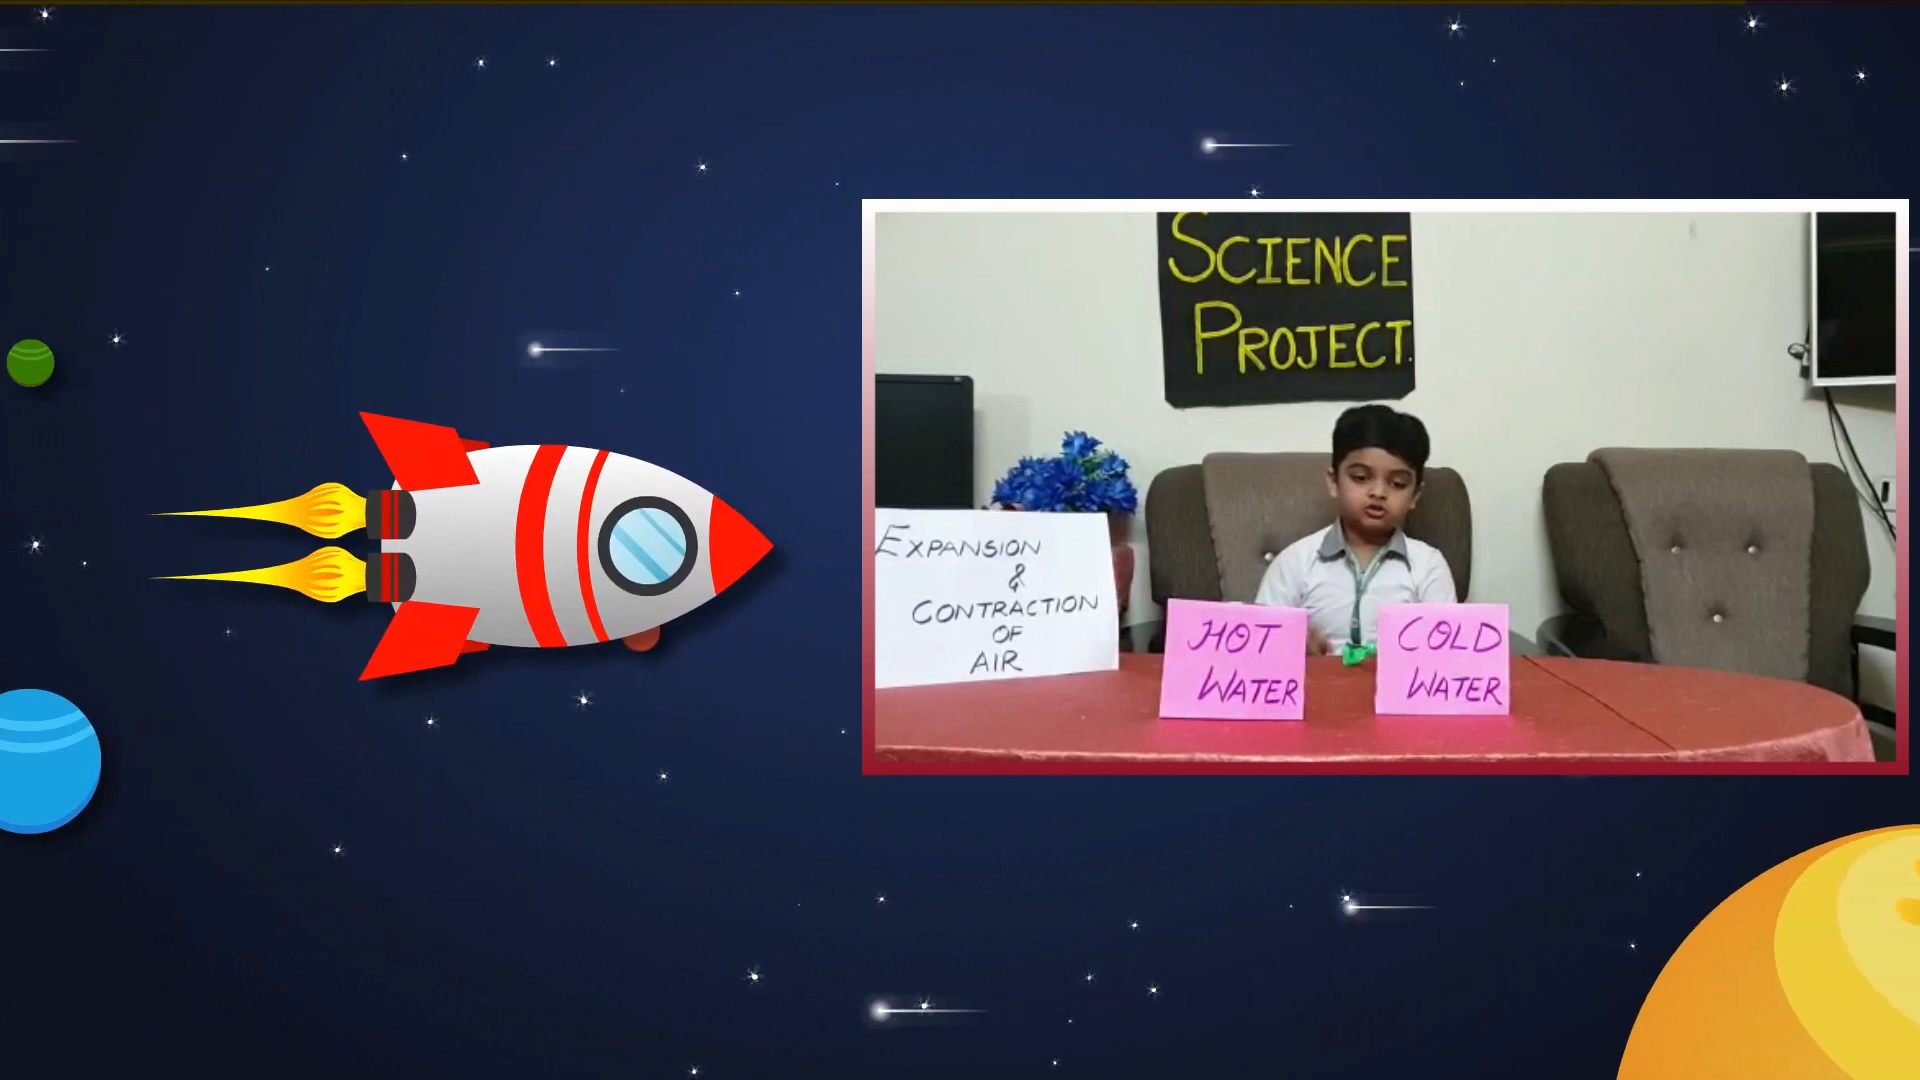 SCIENCE
PROJECT.
EXPANSION
&
CONTRACTION
OF
AIR
HOT
WATER
COLD
WATER